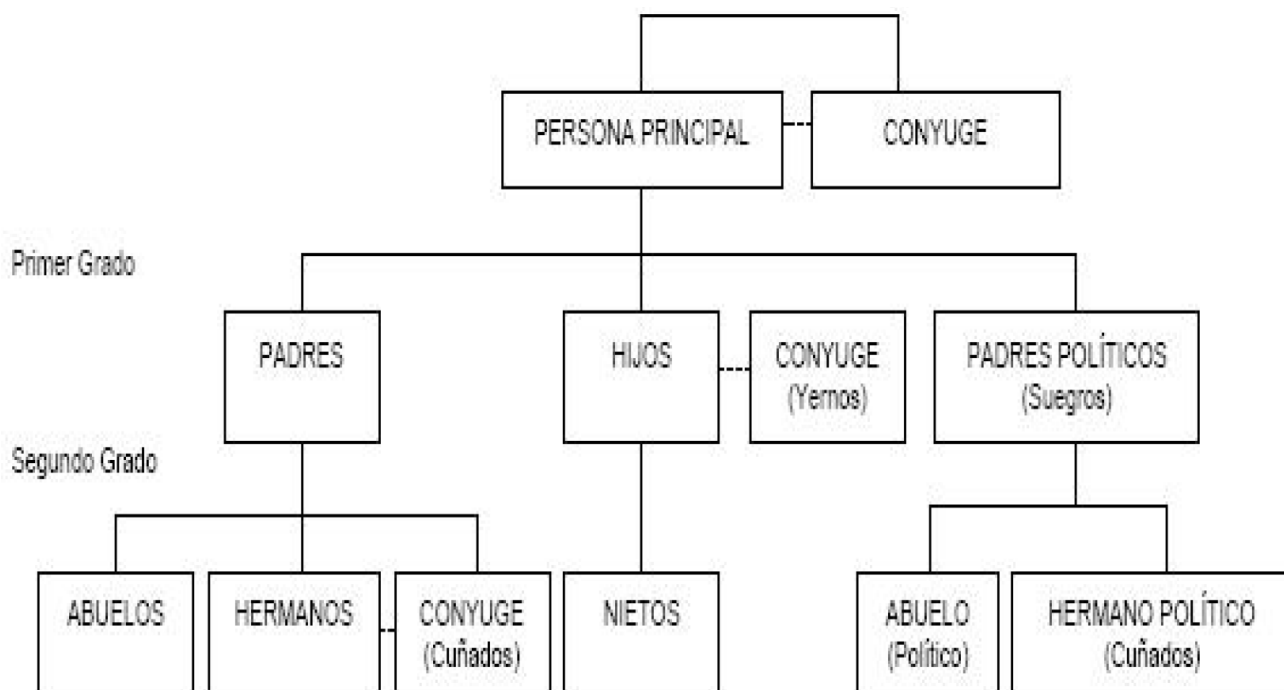 PERSONA PRINCIPAL
CONYUGE
Primer Grado
PADRES
HIJOS
CONYUGE
(Yernos)
PADRES POLÍTICOS
(Suegros)
Segundo Grado
ABUELOS
HERMANOS
CONYUGE
(Cuñados)
NIETOS
ABUELO
(Político)
HERMANO POLÍTICO
(Cuñados)